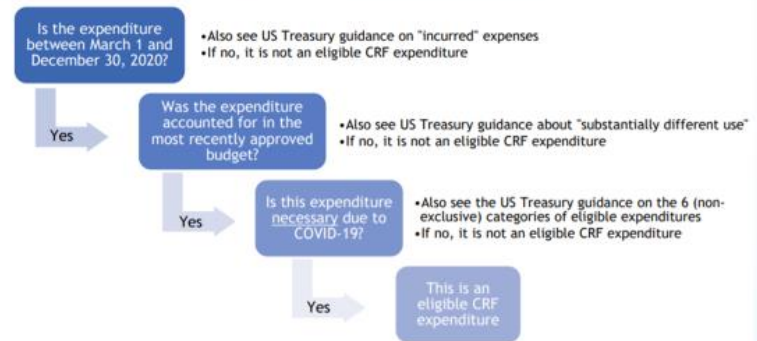 Is the expenditure
between March 1 and
December 30, 2020?
•Also see US Treasury guidance on "incurred" expenses
•If no, it is not an eligible CRF expenditure
Yes
Was the expenditure
accounted for in the
most recently approved
budget?
•Also see US Treasury guidance about "substantially different use"
•If no, it is not an eligible CRF expenditure
Yes
Is this expenditure
necessary due to
COVID-19?
•Also see the US Treasury guidance on the 6 (non-
exclusive) categories of eligible expenditures
•If no, it is not an eligible CRF expenditure
Yes
This is an
eligible CRF
expenditure